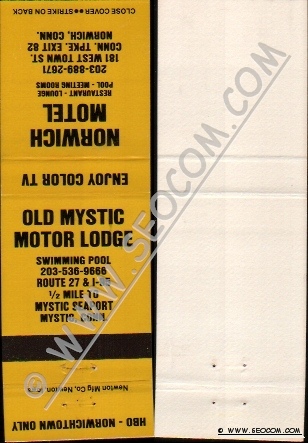 CLOSE COVER●●STRIKE ON BACK
NORWICH, CONN.
CONN. TPKE. EXIT 82
181 WEST TOWN ST.
203-889-2671
POOL - MEETING ROOMS
RESTAURANT - LOUNGE -
MOTEL
NORWICH
ENJOY COLOR TV
OLD MYSTIC
MOTOR LODGE
SWIMMING POOL
203-536-9666
ROUTE 27 & I-95
½ MILE TO
MYSTIC SEAPORT
MYSTIC, CONN.
Newton Mfg Co. Newton, Iowa
HBO - NORWICHTOWN ONLY
© WWW.SEOCOM.COM
© WWW.SEOCOM.COM
© www.seocom.com